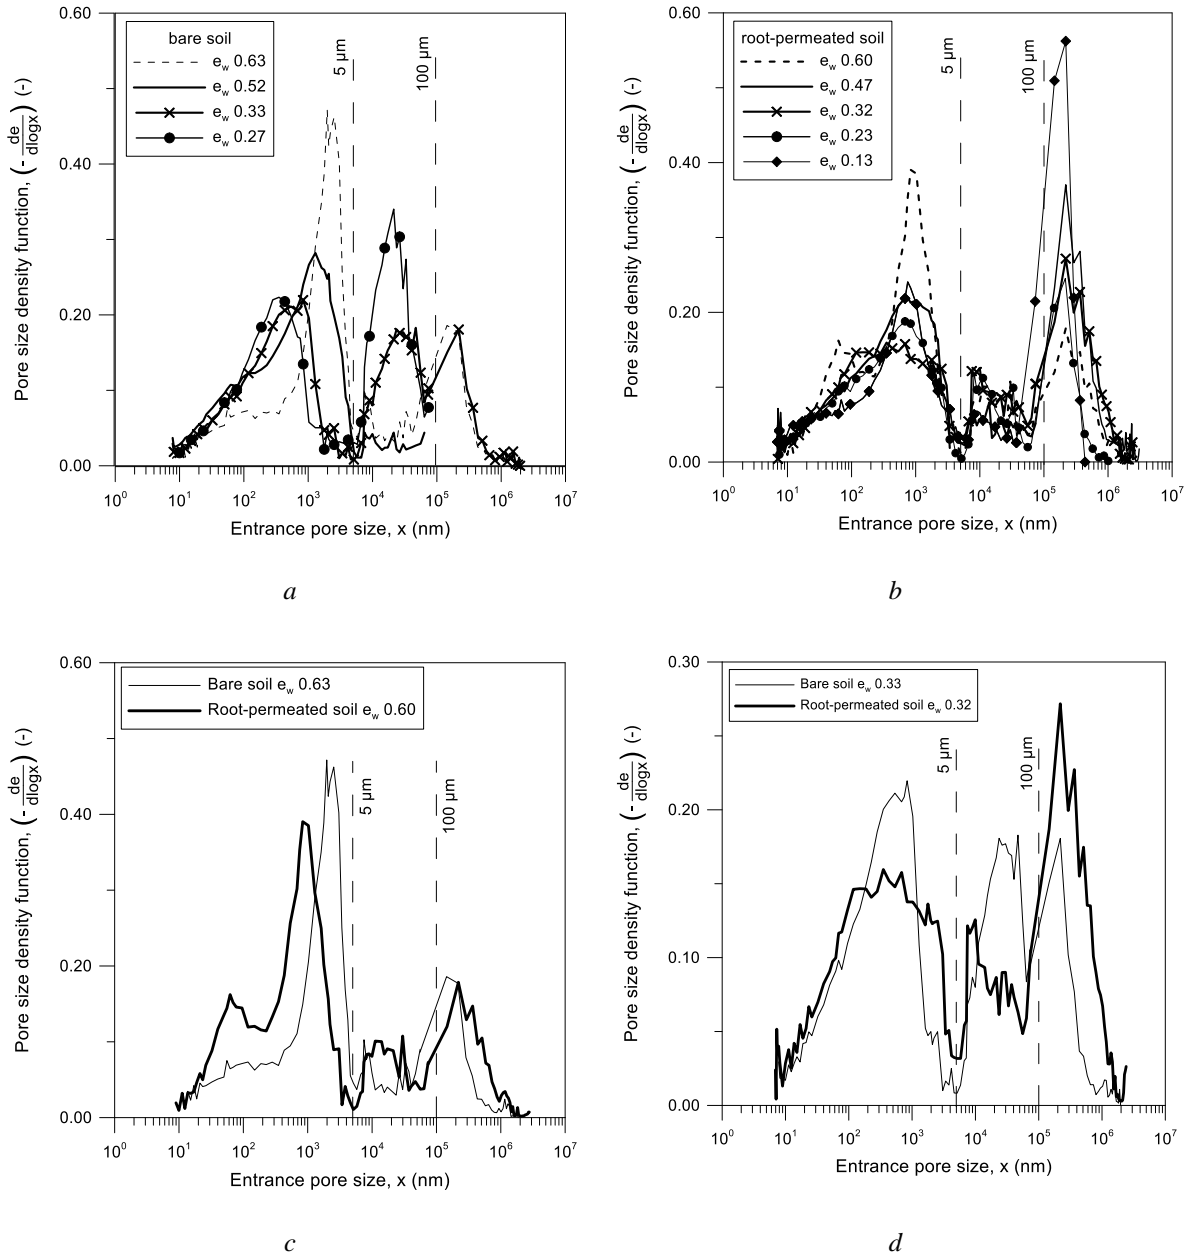 0.60
0.40
0.20
0.00
Pore size density function, (- de/dlogx) (-)
bare soil
e_w 0.63
e_w 0.52
e_w 0.33
e_w 0.27
5 µm
100 µm
10^0 10^1 10^2 10^3 10^4 10^5 10^6 10^7
Entrance pore size, x (nm)
a
0.60
0.40
0.20
0.00
Pore size density function, (- de/dlogx) (-)
root-permeated soil
e_w 0.60
e_w 0.47
e_w 0.32
e_w 0.23
e_w 0.13
5 µm
100 µm
10^0 10^1 10^2 10^3 10^4 10^5 10^6 10^7
Entrance pore size, x (nm)
b
0.60
0.40
0.20
0.00
Pore size density function, (- de/dlogx) (-)
Bare soil e_w 0.63
Root-permeated soil e_w 0.60
5 µm
100 µm
10^0 10^1 10^2 10^3 10^4 10^5 10^6 10^7
Entrance pore size, x (nm)
c
0.30
0.20
0.10
0.00
Pore size density function, (- de/dlogx) (-)
Bare soil e_w 0.33
Root-permeated soil e_w 0.32
5 µm
100 µm
10^0 10^1 10^2 10^3 10^4 10^5 10^6 10^7
Entrance pore size, x (nm)
d